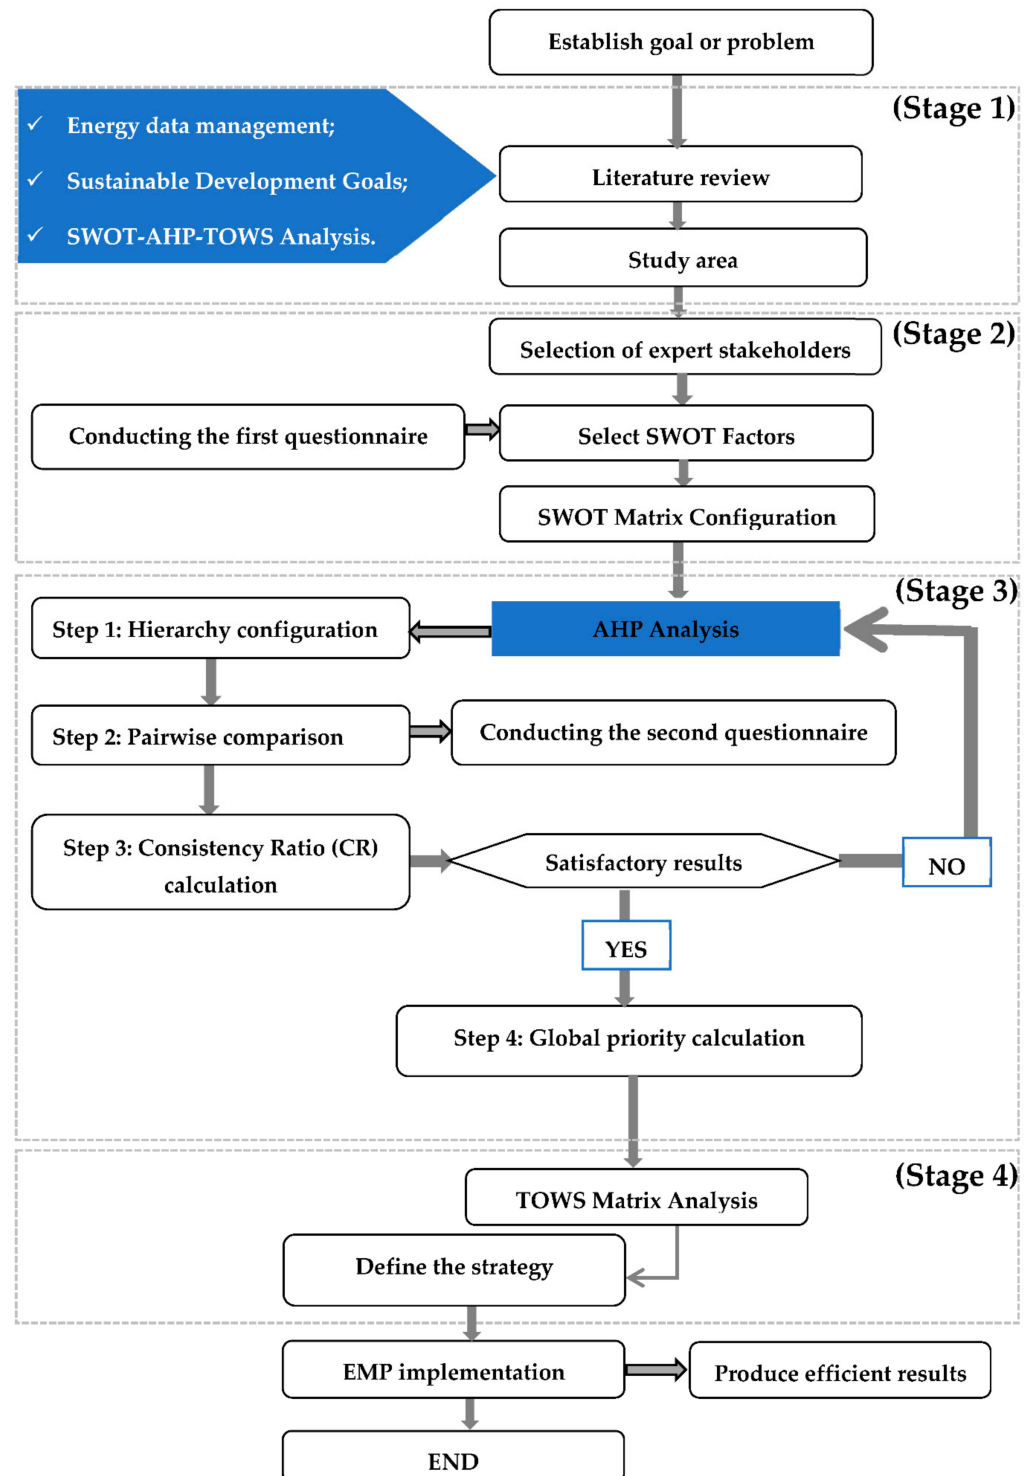 Establish goal or problem
(Stage 1)
✓ Energy data management;
✓ Sustainable Development Goals;
✓ SWOT-AHP-TOWS Analysis.
Literature review
Study area
(Stage 2)
Selection of expert stakeholders
Conducting the first questionnaire
Select SWOT Factors
SWOT Matrix Configuration
(Stage 3)
AHP Analysis
Step 1: Hierarchy configuration
Step 2: Pairwise comparison
Conducting the second questionnaire
Step 3: Consistency Ratio (CR)
calculation
Satisfactory results
NO
YES
Step 4: Global priority calculation
(Stage 4)
TOWS Matrix Analysis
Define the strategy
EMP implementation
Produce efficient results
END